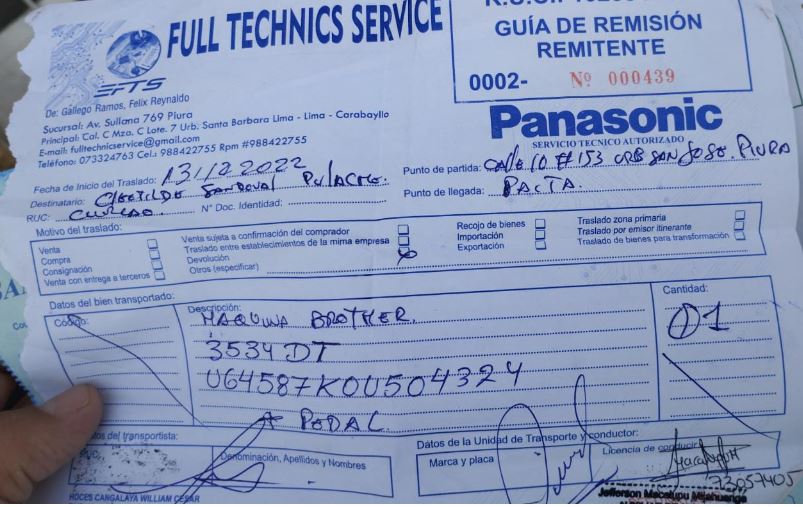 FULL TECHNICS SERVICE
EFTS
De: Gallego Ramos, Felix Reynaldo
Sucursal: Av. Sullana 769 Piura
Principal: Cal. C Mza. C Lote. 7 Urb. Santa Barbara Lima - Lima - Carabayllo
E-mail: fulltechnicservice@gmail.com
Teléfono: 073324763 Cel.: 988422755 Rpm #988422755
GUÍA DE REMISIÓN
REMITENTE
0002- Nº 000439
Panasonic
SERVICIO TECNICO AUTORIZADO
Fecha de Inicio del Traslado: 13/12/2022
Punto de partida: Calle 10 # 153 URB SAN JOSE. PIURA
Destinatario: SANDOVAL
Punto de llegada: PAITA.
RUC:
N° Doc. Identidad:
Motivo del traslado:
Venta
Compra
Consignación
Venta con entrega a terceros
Venta sujeta a confirmación del comprador
Traslado entre establecimientos de la mima empresa
Devolución
Otros (especificar)
Recojo de bienes
Importación
Exportación
Traslado zona primaria
Traslado por emisor itinerante
Traslado de bienes para transformación
Datos del bien transportado:
Código:
Descripción:
Cantidad:
MAQUINA BROTHER.
01
3534 DT
U64587K0U504324
PEDAL
Datos de la Unidad de Transporte y conductor:
Denominación, Apellidos y Nombres
Marca y placa
Licencia de conducir
73057405
HOCES CANGALAYA WILLIAM CESAR
Jefferson Macalupu